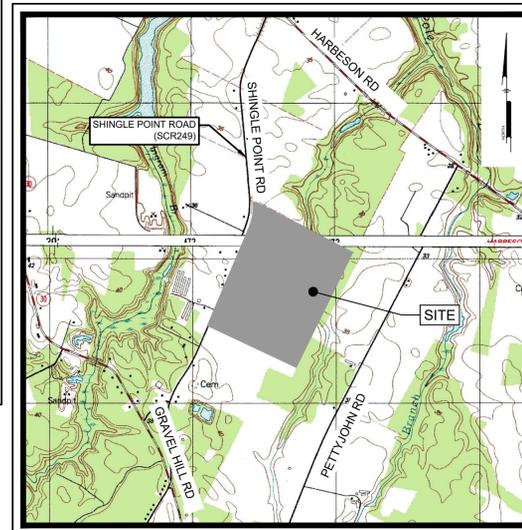 HARBESON RD
Pole
NORTH
SHINGLE POINT RD
SHINGLE POINT ROAD
(SCR249)
Sandpit
SITE
Cem
Sandpit
GRAVEL HILL RD
PETTYJOHN RD
Branch